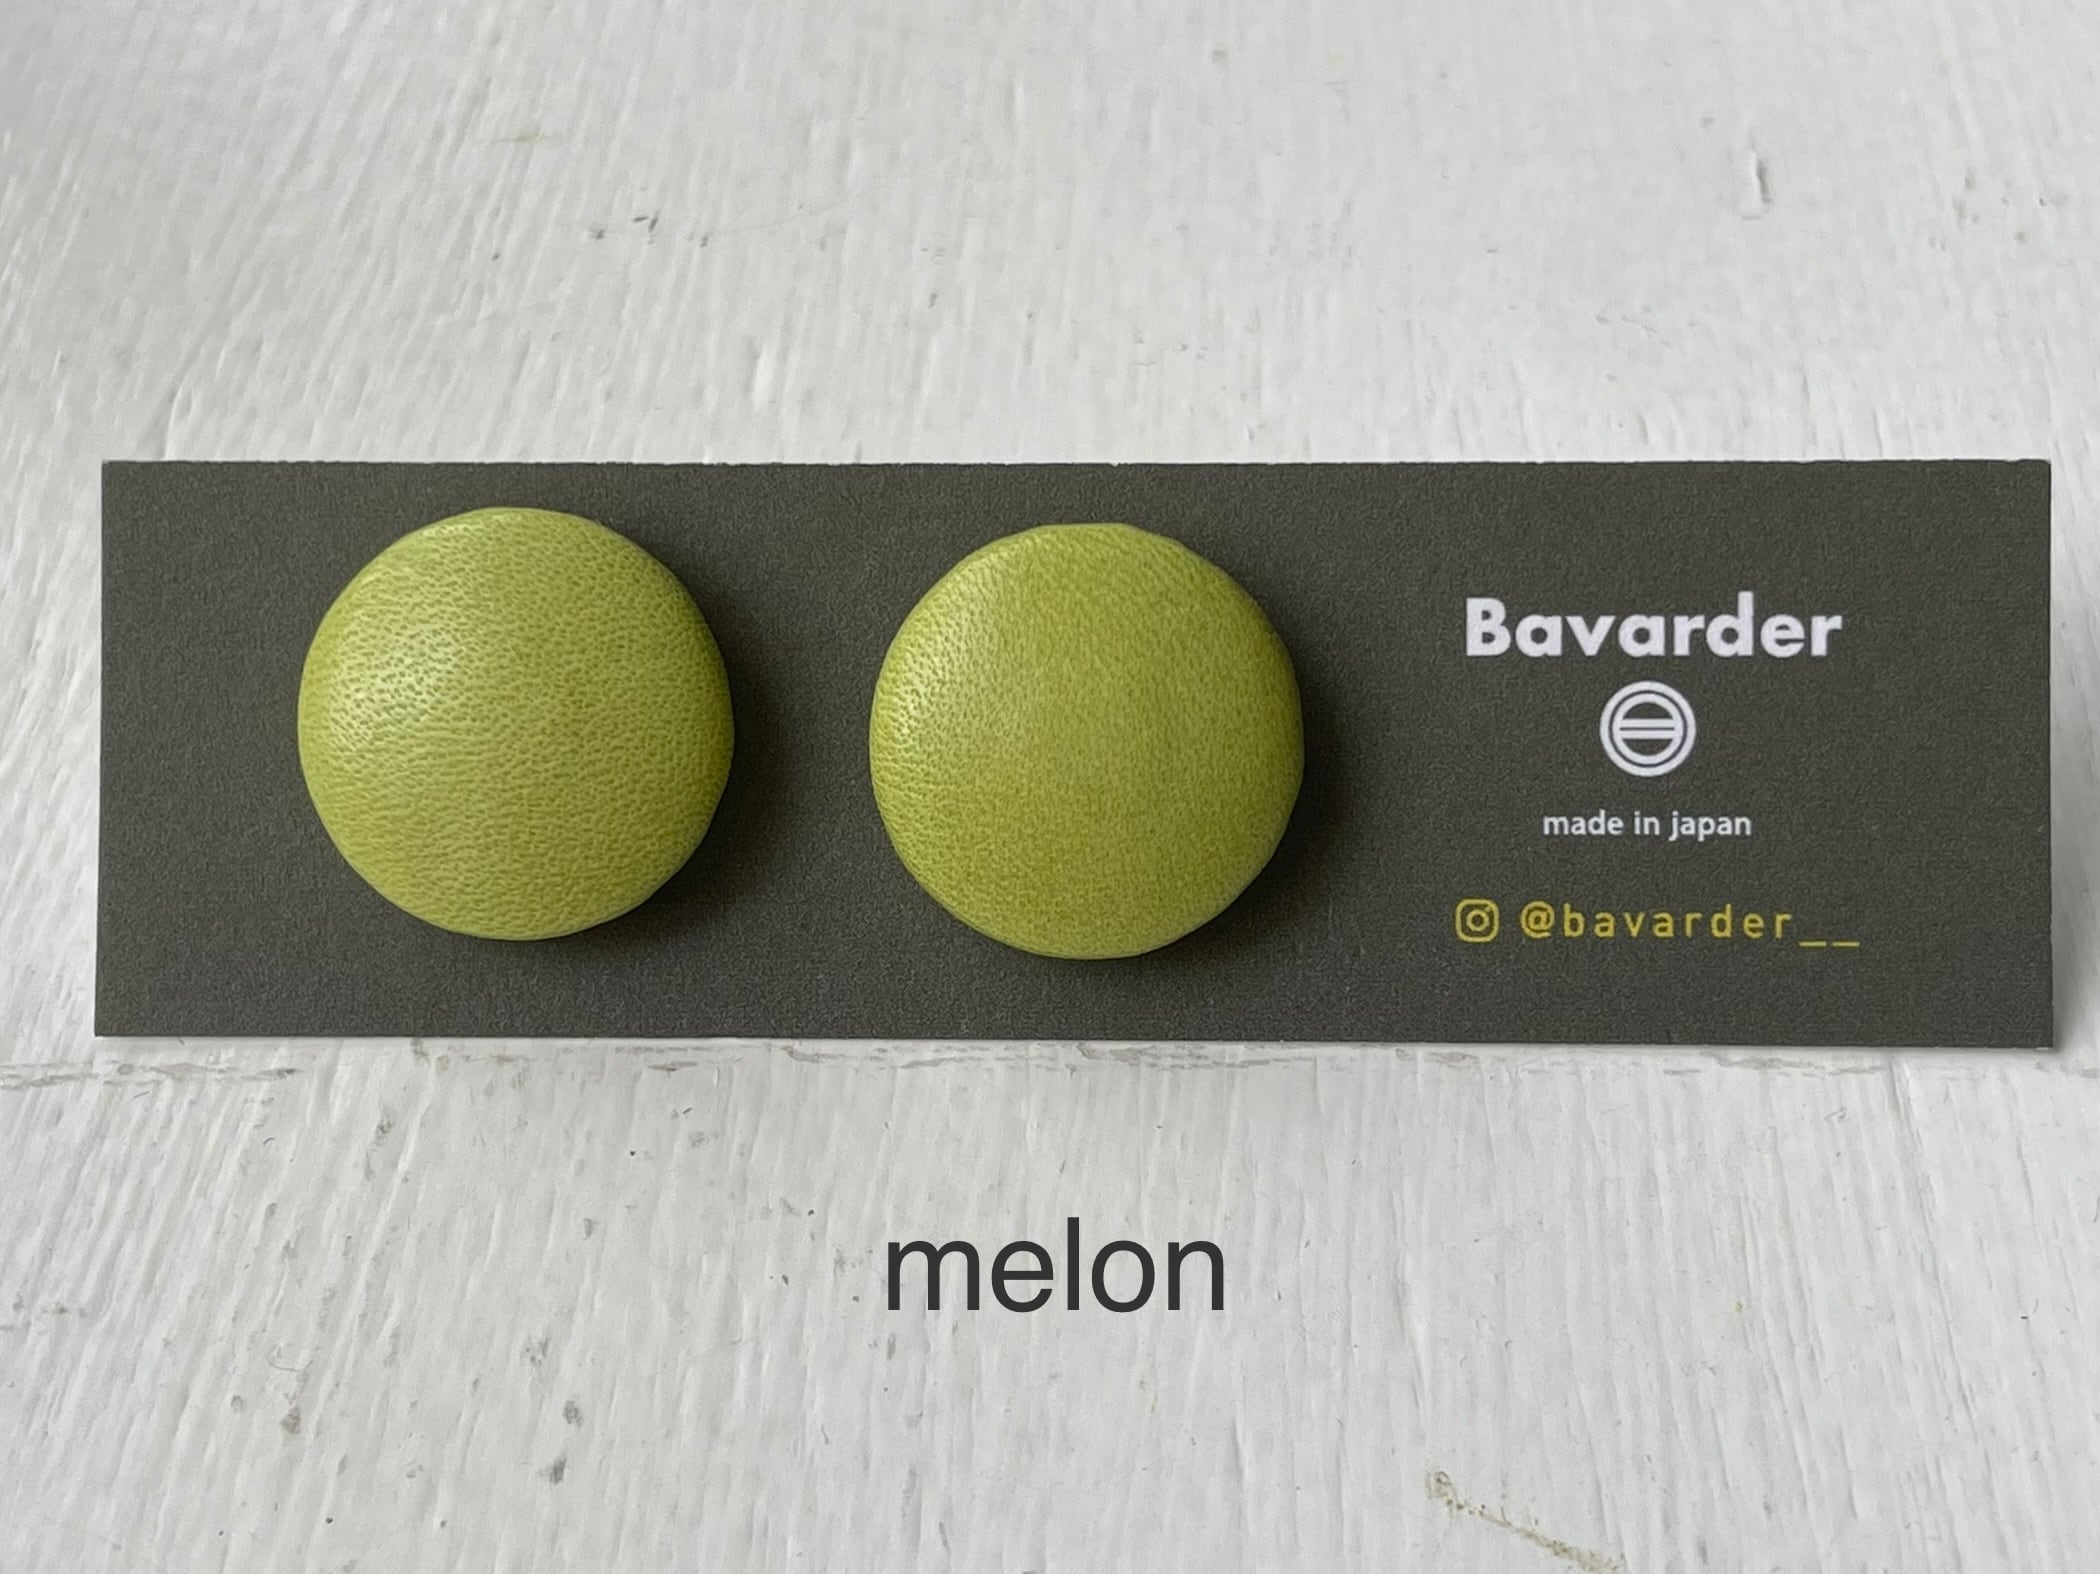 Bavarder
made in japan
@bavarder__
melon